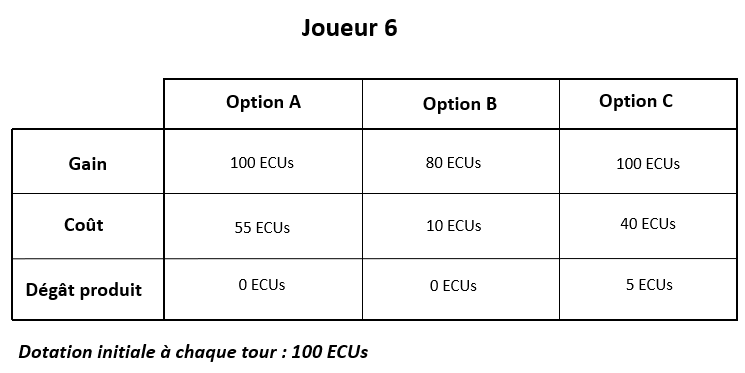 Joueur 6
Option A Option B Option C
Gain 100 ECUs 80 ECUs 100 ECUs
Coût 55 ECUs 10 ECUs 40 ECUs
Dégât produit 0 ECUs 0 ECUs 5 ECUs
Dotation initiale à chaque tour : 100 ECUs